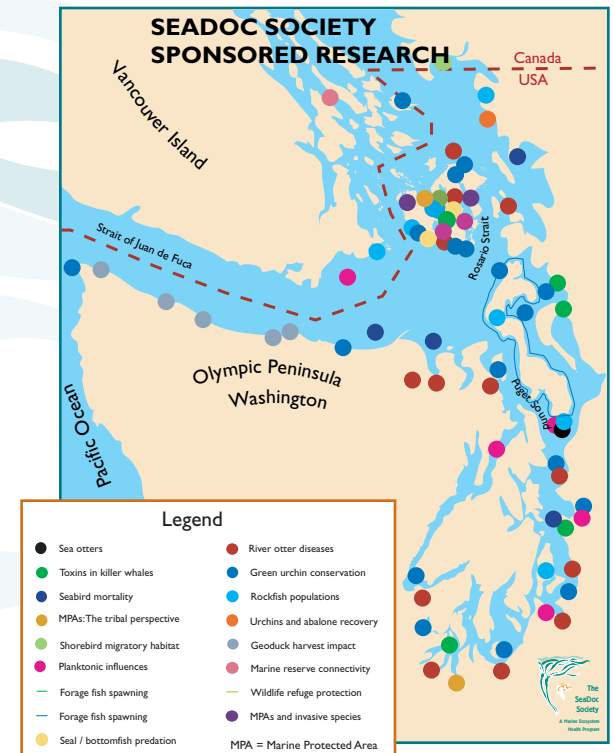 SEADOC SOCIETY
SPONSORED RESEARCH
Canada
USA
Vancouver Island
Strait of Juan de Fuca
Rosario Strait
Olympic Peninsula
Washington
Puget Sound
Pacific Ocean
Legend
Sea otters
River otter diseases
Toxins in killer whales
Green urchin conservation
Seabird mortality
Rockfish populations
MPAs: The tribal perspective
Urchins and abalone recovery
Shorebird migratory habitat
Geoduck harvest impact
Planktonic influences
Marine reserve connectivity
Forage fish spawning
Wildlife refuge protection
Forage fish spawning
MPAs and invasive species
Seal / bottomfish predation
MPA = Marine Protected Area
The
SeaDoc
Society
A Marine Ecosystem
Health Program